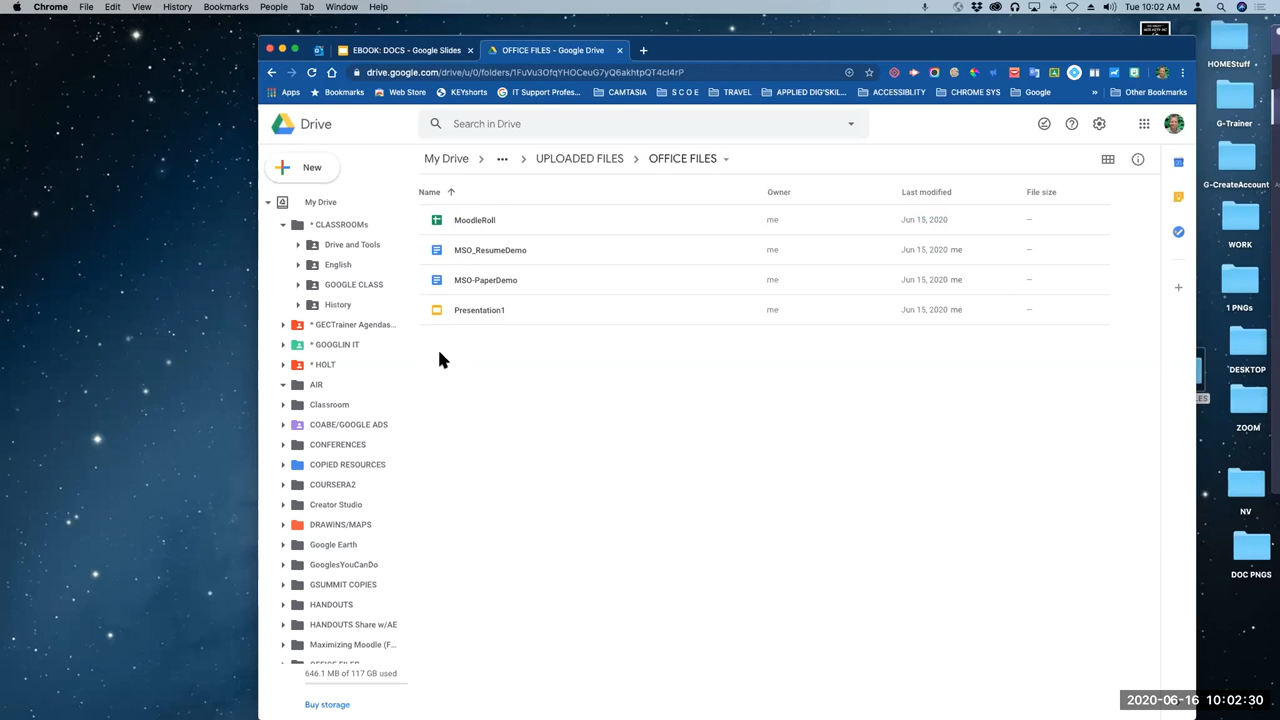 Chrome File Edit View History Bookmarks People Tab Window Help
Tue 10:02 AM
EBOOK: DOCS - Google Slides
OFFICE FILES - Google Drive
drive.google.com/drive/u/0/folders/1FuVu3OfqYHOCeuG7yQ6akhtpQT4cI4rP
Apps Bookmarks Web Store KEYshorts IT Support Profes... CAMTASIA S C O E TRAVEL APPLIED DIG'SKIL... ACCESSIBLITY CHROME SYS Google » Other Bookmarks
Drive
Search in Drive
New
My Drive
UPLOADED FILES
OFFICE FILES
Name
Owner
Last modified
File size
MoodleRoll me Jun 15, 2020 –
MSO_ResumeDemo me Jun 15, 2020 me –
MSO-PaperDemo me Jun 15, 2020 me –
Presentation1 me Jun 15, 2020 me –
My Drive
* CLASSROOMs
Drive and Tools
English
GOOGLE CLASS
History
* GECTrainer Agendas...
* GOOGLIN IT
* HOLT
AIR
Classroom
COABE/GOOGLE ADS
CONFERENCES
COPIED RESOURCES
COURSERA2
Creator Studio
DRAWINS/MAPS
Google Earth
GooglesYouCanDo
GSUMMIT COPIES
HANDOUTS
HANDOUTS Share w/AE
Maximizing Moodle (F...
OFFICE FILES
646.1 MB of 117 GB used
Buy storage
HOMEStuff
G-Trainer
G-CreateAccount
WORK
1 PNGs
DESKTOP
ZOOM
NV
DOC PNGS
2020-06-16 10:02:30